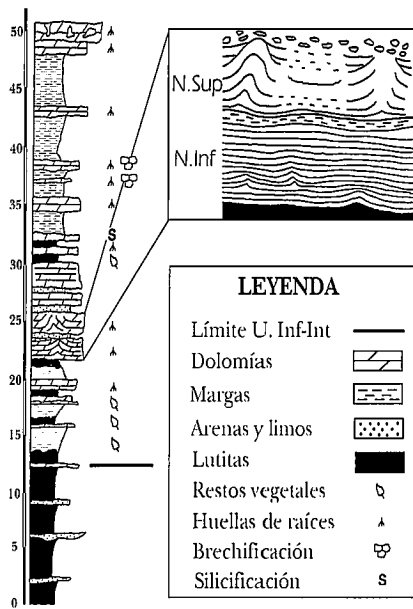 50
45
40
35
30
25
20
15
10
5
0
S
N.Sup
N.Inf
LEYENDA
Límite U. Inf-Int
Dolomías
Margas
Arenas y limos
Lutitas
Restos vegetales
Huellas de raíces
Brechificación
Silicificación S